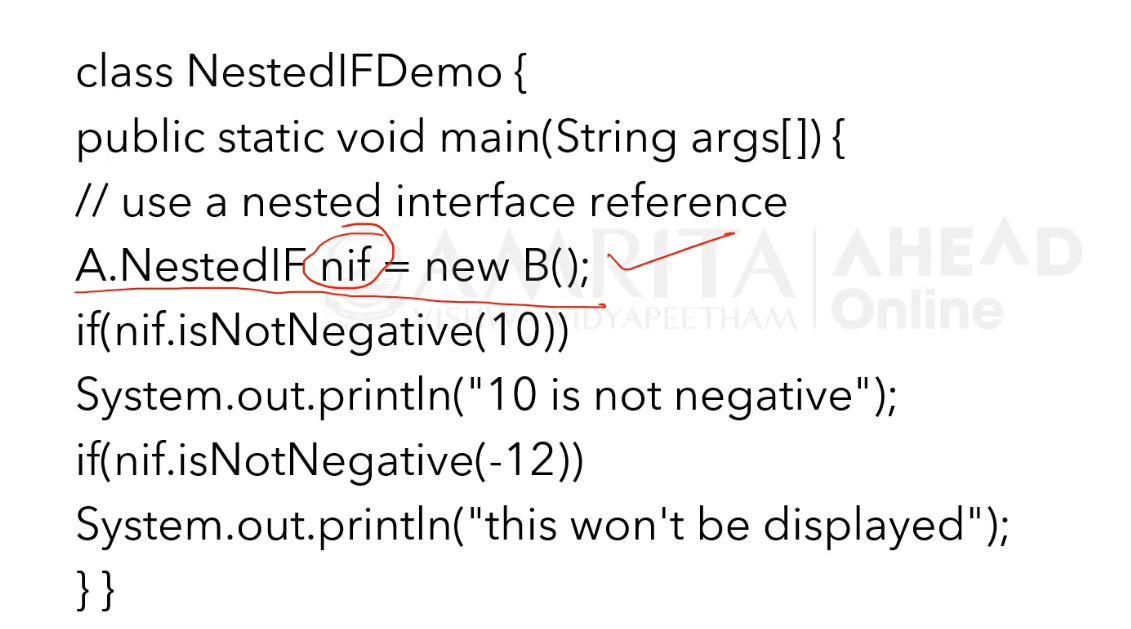 class NestedIFDemo {
public static void main(String args[]) {
// use a nested interface reference
A.NestedIF nif = new B();
if(nif.isNotNegative(10))
System.out.println("10 is not negative");
if(nif.isNotNegative(-12))
System.out.println("this won't be displayed");
} }
AMRITA
VISHWA VIDYAPEETHAM
AHEAD
Online